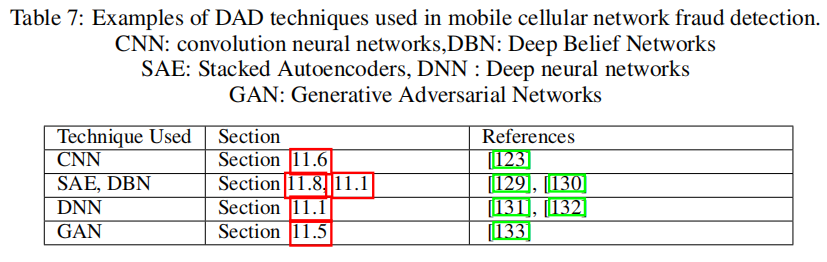 Table 7: Examples of DAD techniques used in mobile cellular network fraud detection.
CNN: convolution neural networks,DBN: Deep Belief Networks
SAE: Stacked Autoencoders, DNN : Deep neural networks
GAN: Generative Adversarial Networks
Technique Used Section References
CNN Section 11.6 [123]
SAE, DBN Section 11.8, 11.1 [129], [130]
DNN Section 11.1 [131], [132]
GAN Section 11.5 [133]